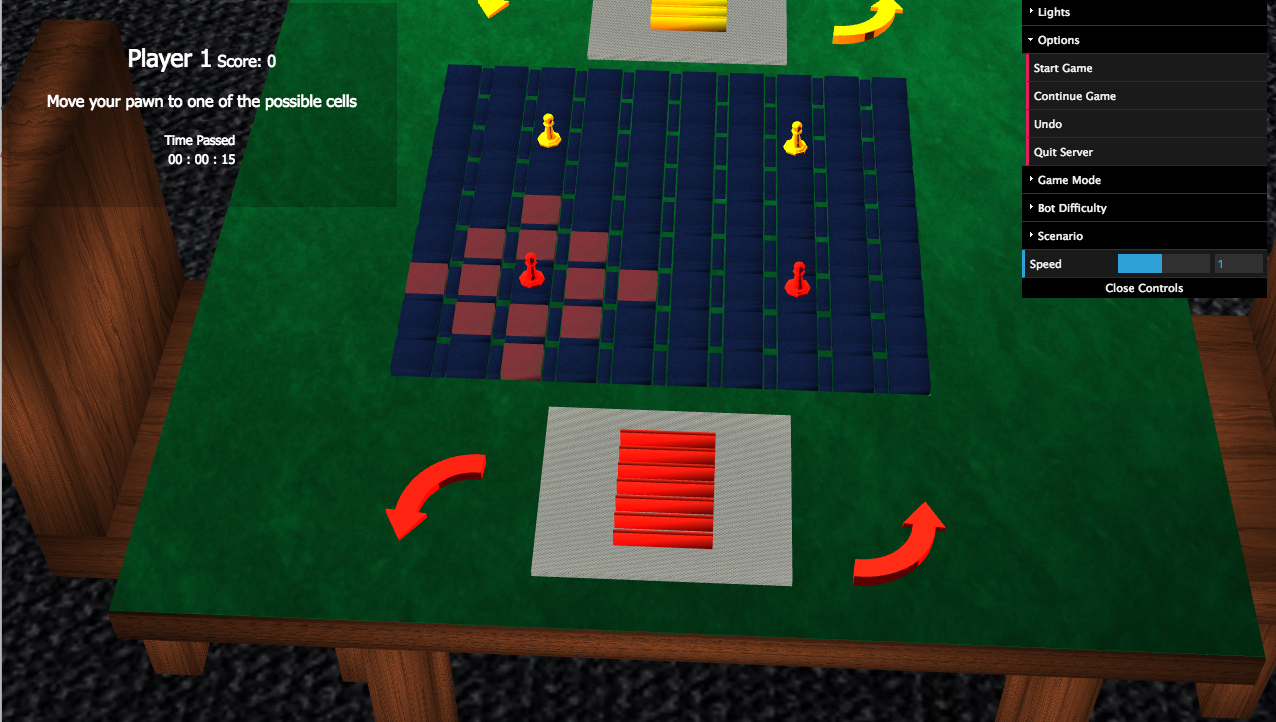 Player 1 Score: 0
Move your pawn to one of the possible cells
Time Passed
00 : 00 : 15
Lights
Options
Start Game
Continue Game
Undo
Quit Server
Game Mode
Bot Difficulty
Scenario
Speed 1
Close Controls